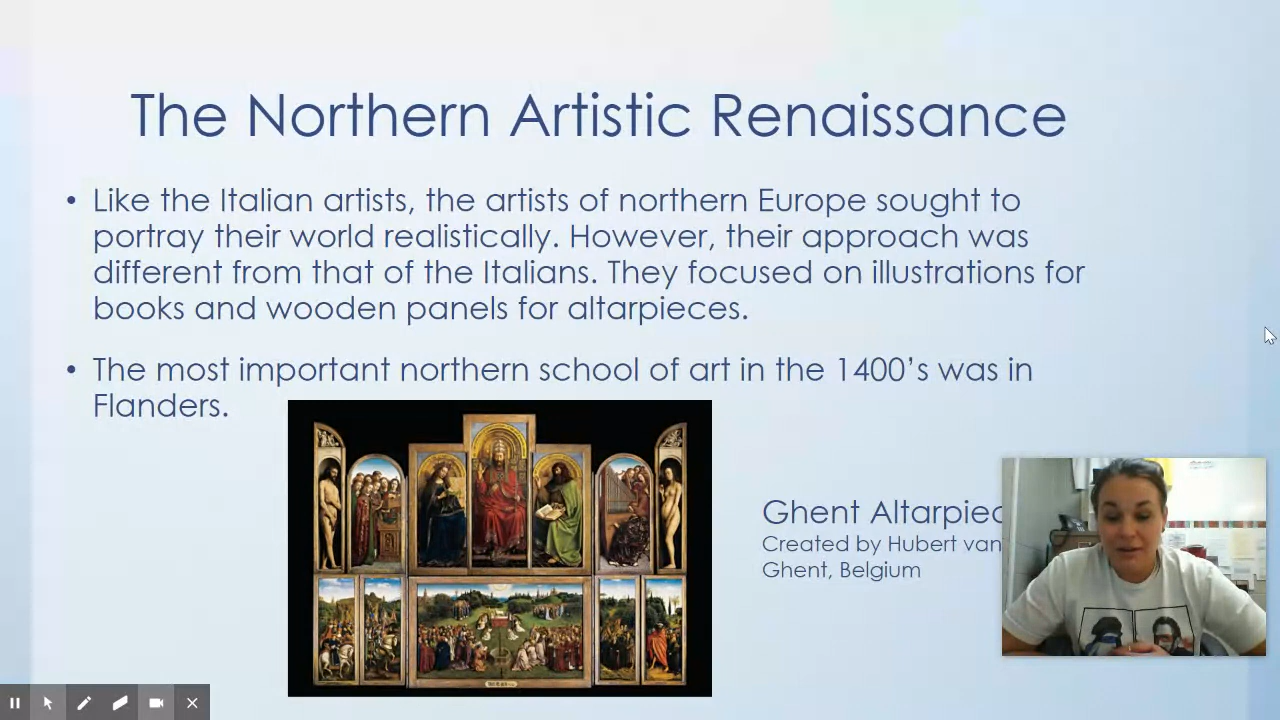 The Northern Artistic Renaissance
• Like the Italian artists, the artists of northern Europe sought to
portray their world realistically. However, their approach was
different from that of the Italians. They focused on illustrations for
books and wooden panels for altarpieces.
• The most important northern school of art in the 1400’s was in
Flanders.
Ghent Altarpiec
Created by Hubert van
Ghent, Belgium